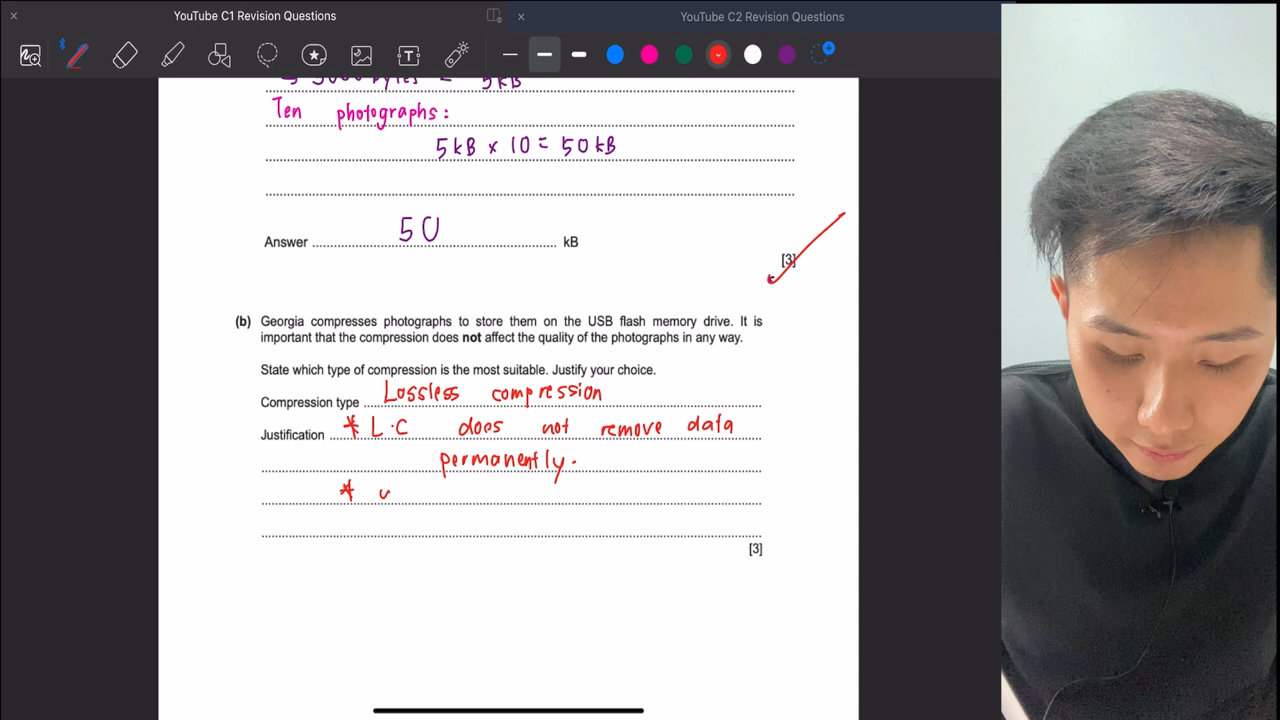 YouTube C1 Revision Questions
YouTube C2 Revision Questions
5kB
Ten photographs:
5kB × 10 = 50kB
Answer 50 kB
[3]
(b) Georgia compresses photographs to store them on the USB flash memory drive. It is
important that the compression does not affect the quality of the photographs in any way.
State which type of compression is the most suitable. Justify your choice.
Compression type Lossless compression
Justification * L.C does not remove data
permanently.
*
[3]